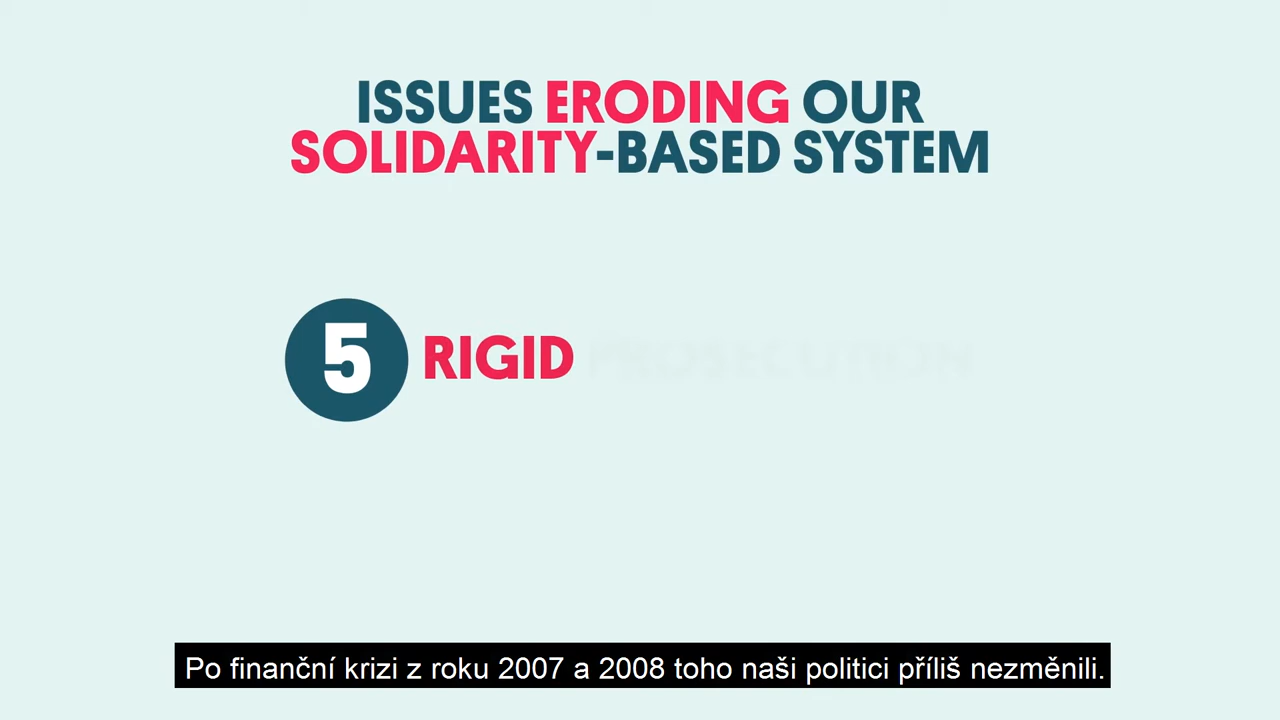 ISSUES ERODING OUR
SOLIDARITY-BASED SYSTEM
5 RIGID PROSECUTION
Po finanční krizi z roku 2007 a 2008 toho naši politici příliš nezměnili.